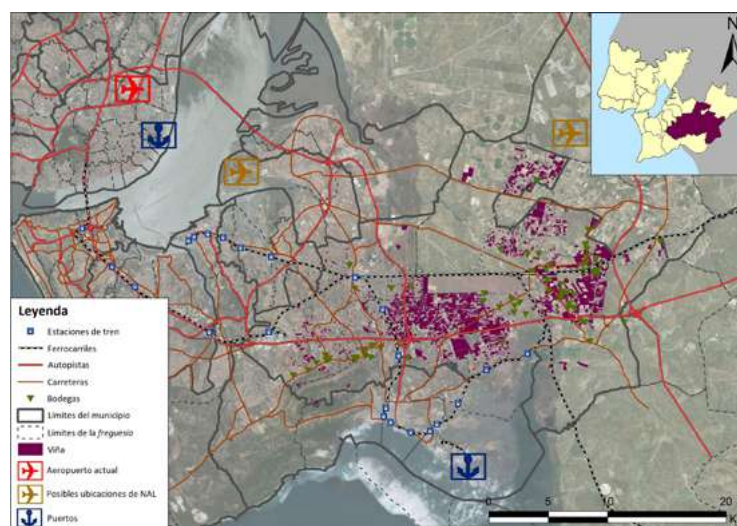 N
Leyenda
Estaciones de tren
Ferrocarriles
Autopistas
Carreteras
Bodegas
Límites del municipio
Límites de la freguesia
Viña
Aeropuerto actual
Posibles ubicaciones de NAL
Puertos
0 5 10 20